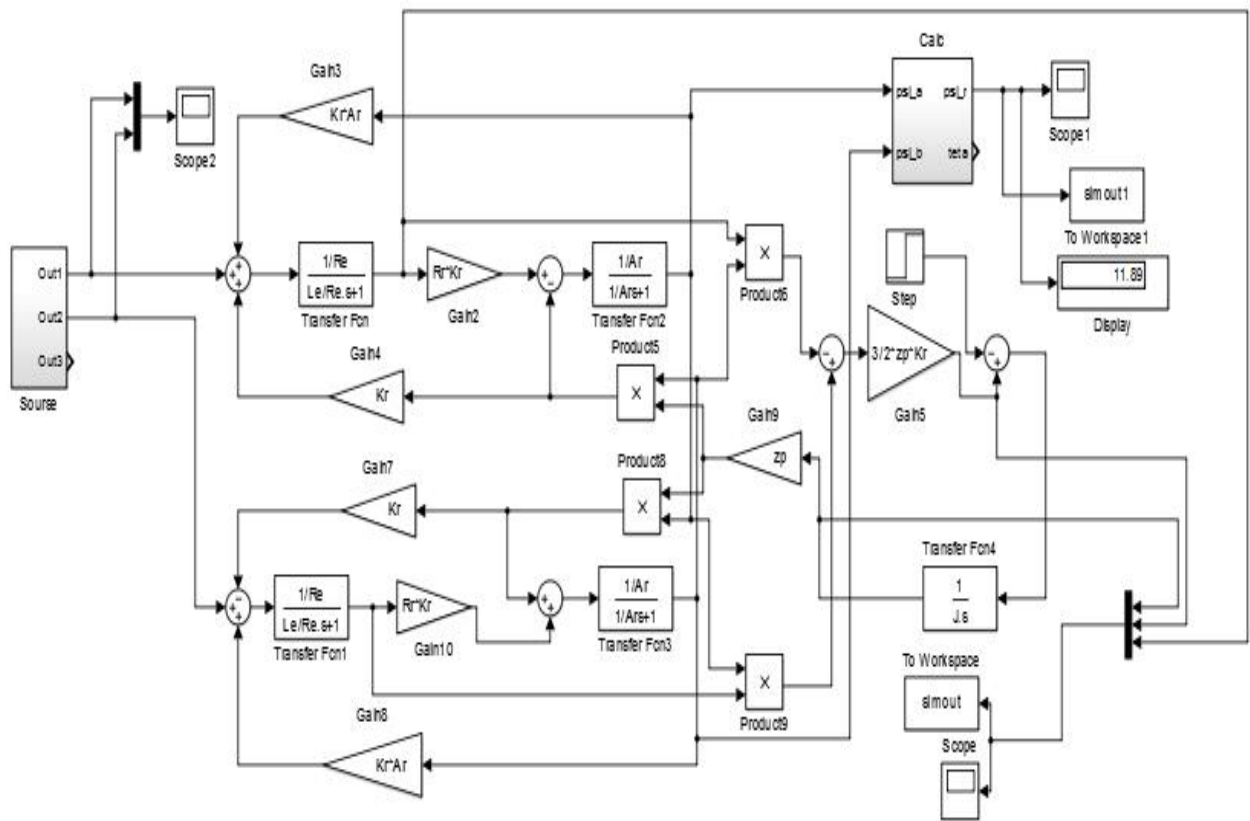 Calc
Gain3
Kr*Ar
psi_a
psi_r
Scope2
Scope1
psi_b
teta
simout1
To Workspace1
Out1
1/Re
Le/Re.s+1
Transfer Fcn
Rr*Kr
Gain2
1/Ar
1/Ars+1
Transfer Fcn2
X
Product6
Step
11.89
Display
Out2
Out3
Sourse
Gain4
Kr
Product5
X
3/2*zp*Kr
Gain5
Gain9
zp
Gain7
Kr
Product8
X
Transfer Fcn4
1
J.s
1/Re
Le/Re.s+1
Transfer Fcn1
Rr*Kr
Gain10
1/Ar
1/Ars+1
Transfer Fcn3
X
Product9
To Workspace
simout
Scope
Gain8
Kr*Ar